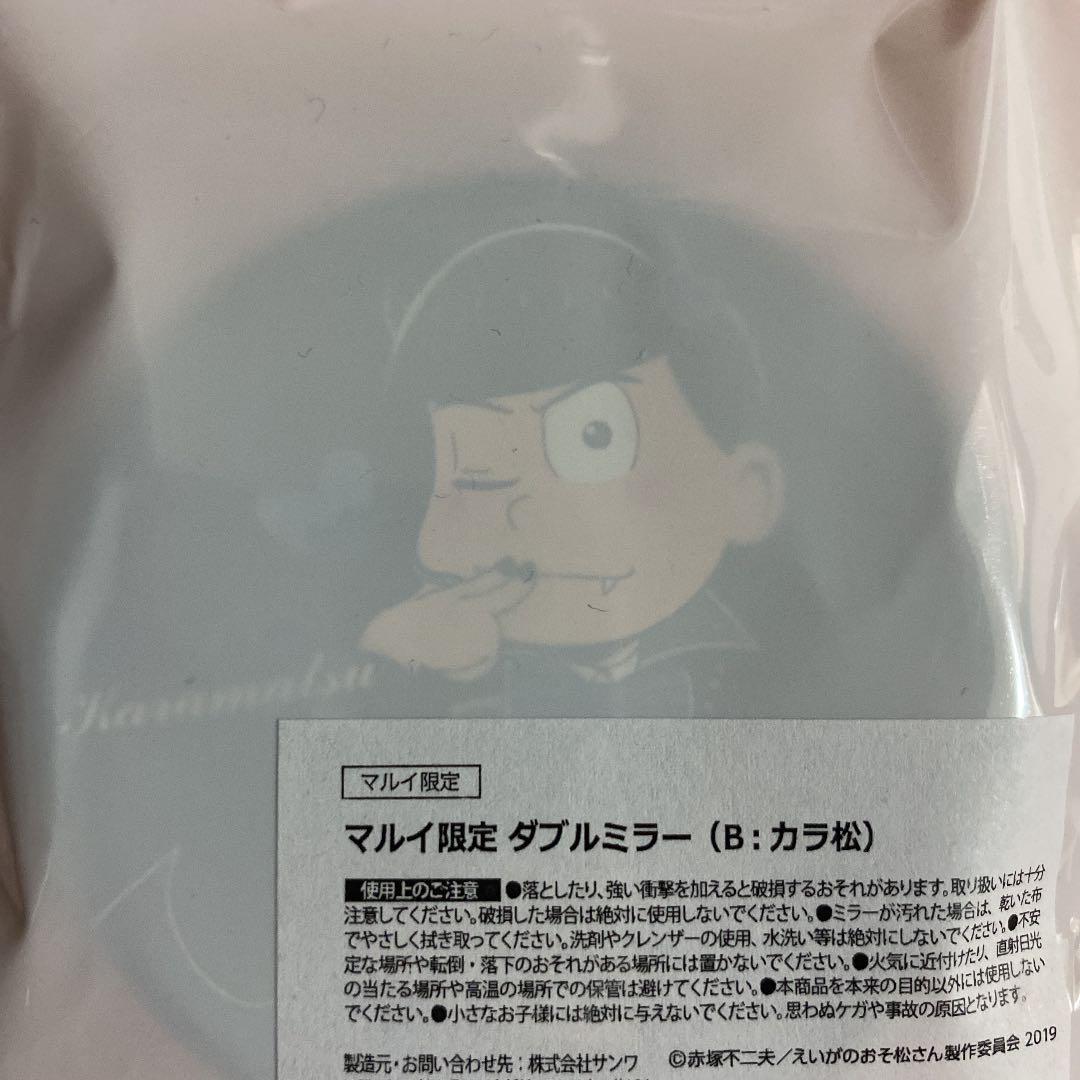 Karamatsu
マルイ限定
マルイ限定 ダブルミラー（B：カラ松）
使用上のご注意 ●落としたり、強い衝撃を加えると破損するおそれがあります。取り扱いには十分
注意してください。破損した場合は絶対に使用しないでください。●ミラーが汚れた場合は、乾いた布
でやさしく拭き取ってください。洗剤やクレンザーの使用、水洗い等は絶対にしないでください。●不安
定な場所や転倒・落下のおそれがある場所には置かないでください。●火気に近付けたり、直射日光
の当たる場所や高温の場所での保管は避けてください。●本商品を本来の目的以外には使用しない
でください。●小さなお子様には絶対に与えないでください。思わぬケガや事故の原因となります。
製造元・お問い合わせ先：株式会社サンワ ©赤塚不二夫／えいがのおそ松さん製作委員会 2019